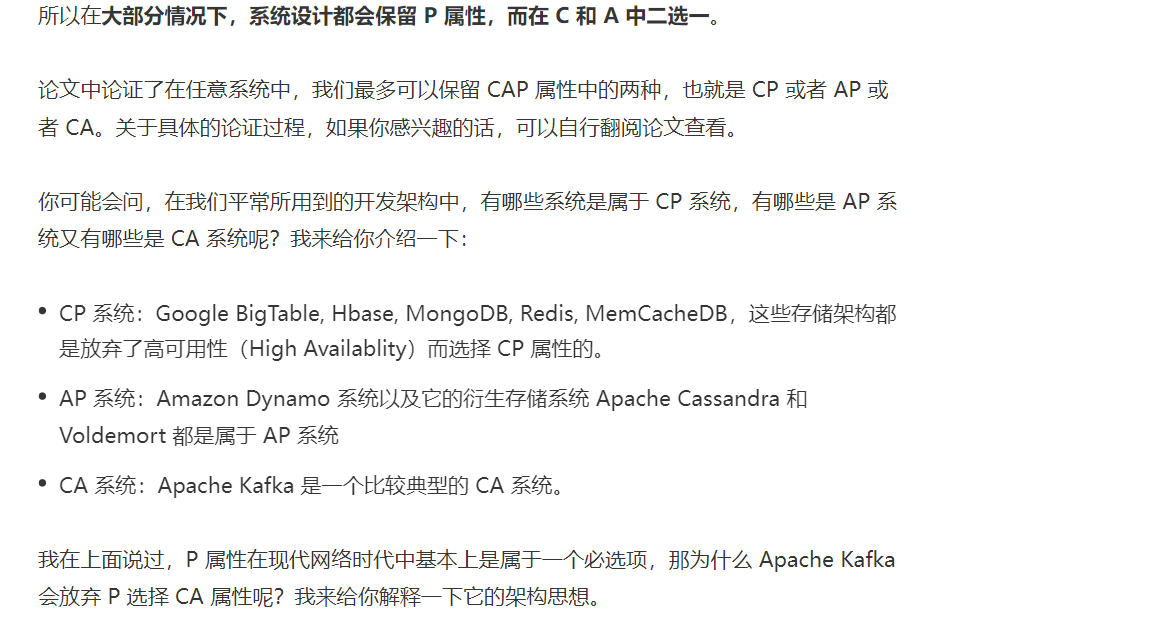 所以在大部分情况下，系统设计都会保留 P 属性，而在 C 和 A 中二选一。
论文中论证了在任意系统中，我们最多可以保留 CAP 属性中的两种，也就是 CP 或者 AP 或
者 CA。关于具体的论证过程，如果你感兴趣的话，可以自行翻阅论文查看。
你可能会问，在我们平常所用到的开发架构中，有哪些系统是属于 CP 系统，有哪些是 AP 系
统又有哪些是 CA 系统呢？我来给你介绍一下：
• CP 系统：Google BigTable, Hbase, MongoDB, Redis, MemCacheDB，这些存储架构都
是放弃了高可用性（High Availablity）而选择 CP 属性的。
• AP 系统：Amazon Dynamo 系统以及它的衍生存储系统 Apache Cassandra 和
Voldemort 都是属于 AP 系统
• CA 系统：Apache Kafka 是一个比较典型的 CA 系统。
我在上面说过，P 属性在现代网络时代中基本上是属于一个必选项，那为什么 Apache Kafka
会放弃 P 选择 CA 属性呢？我来给你解释一下它的架构思想。